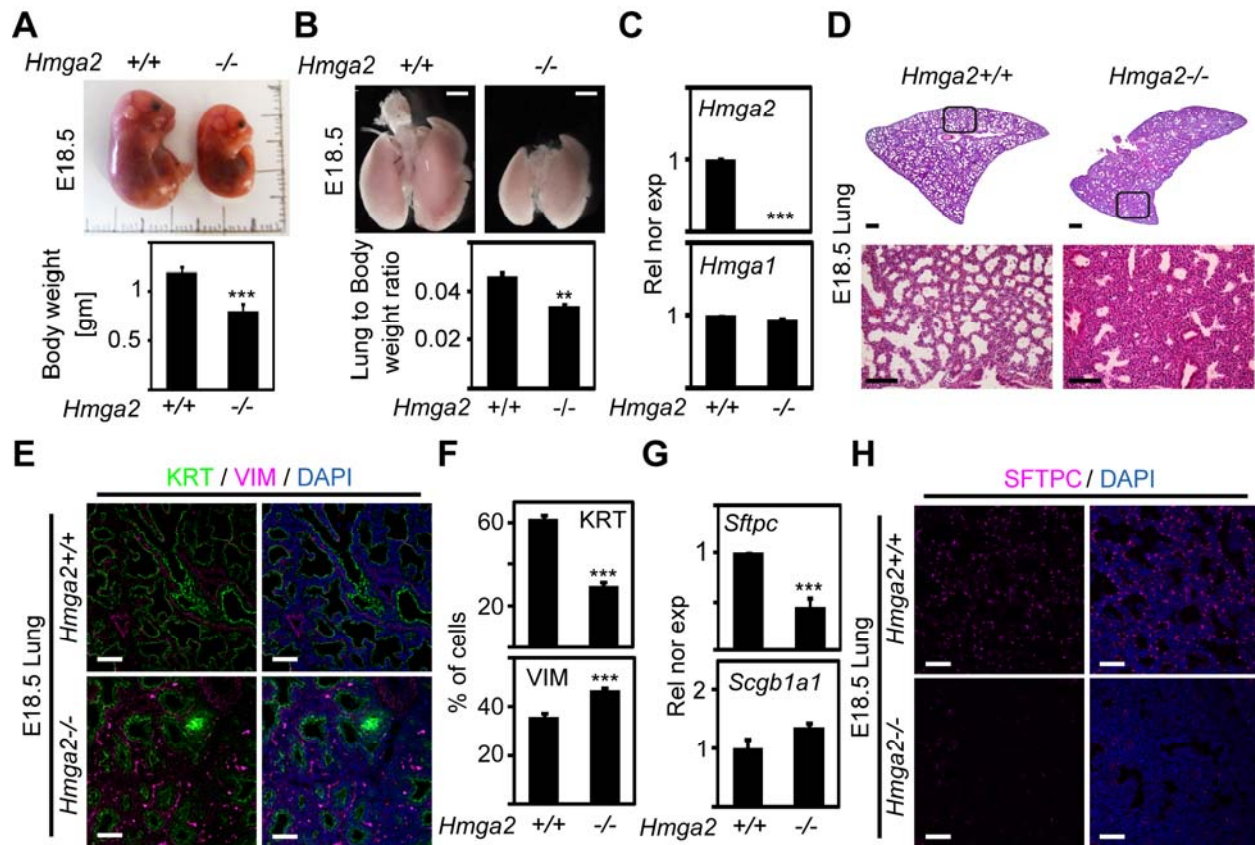 A
Hmga2 +/+ -/-
E18.5
Body weight
[gm]
1
0.5
***
Hmga2 +/+ -/-
B
Hmga2 +/+ -/-
E18.5
Lung to Body
weight ratio
0.04
0.02
**
Hmga2 +/+ -/-
C
Rel nor exp
Hmga2
1
***
Hmga1
1
Hmga2 +/+ -/-
D
Hmga2+/+ Hmga2-/-
E18.5 Lung
E
KRT / VIM / DAPI
E18.5 Lung
Hmga2+/+
Hmga2-/-
F
% of cells
KRT
60
20
***
VIM
60
20
***
Hmga2 +/+ -/-
G
Rel nor exp
Sftpc
1
***
Scgb1a1
2
1
Hmga2 +/+ -/-
H
SFTPC / DAPI
E18.5 Lung
Hmga2+/+
Hmga2-/-